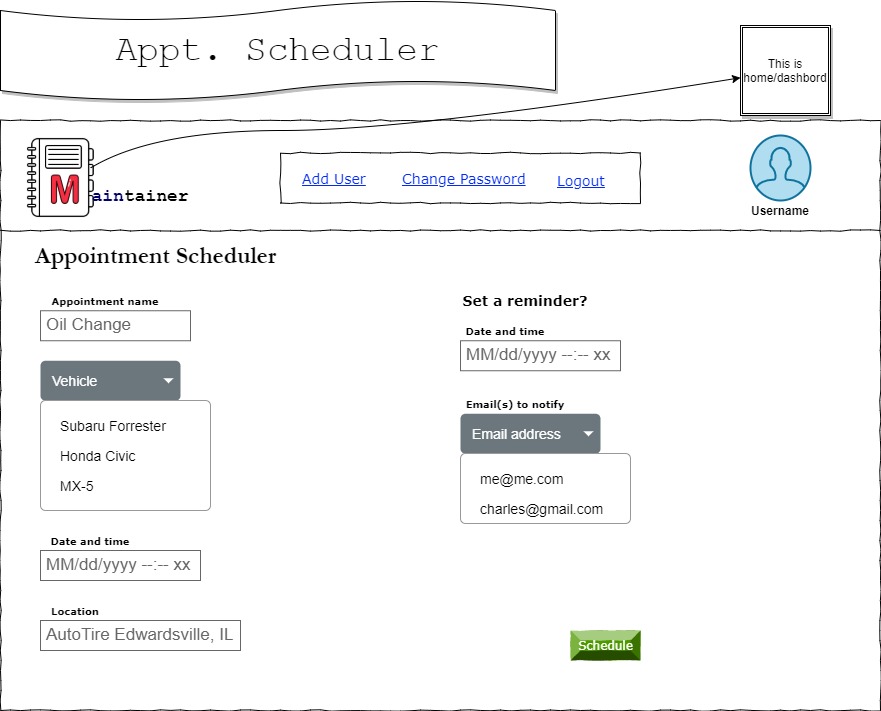 Appt. Scheduler
This is
home/dashbord
Maintainer
Add User
Change Password
Logout
Username
Appointment Scheduler
Appointment name
Oil Change
Vehicle
Subaru Forrester
Honda Civic
MX-5
Date and time
MM/dd/yyyy --:-- xx
Location
AutoTire Edwardsville, IL
Set a reminder?
Date and time
MM/dd/yyyy --:-- xx
Email(s) to notify
Email address
me@me.com
charles@gmail.com
Schedule